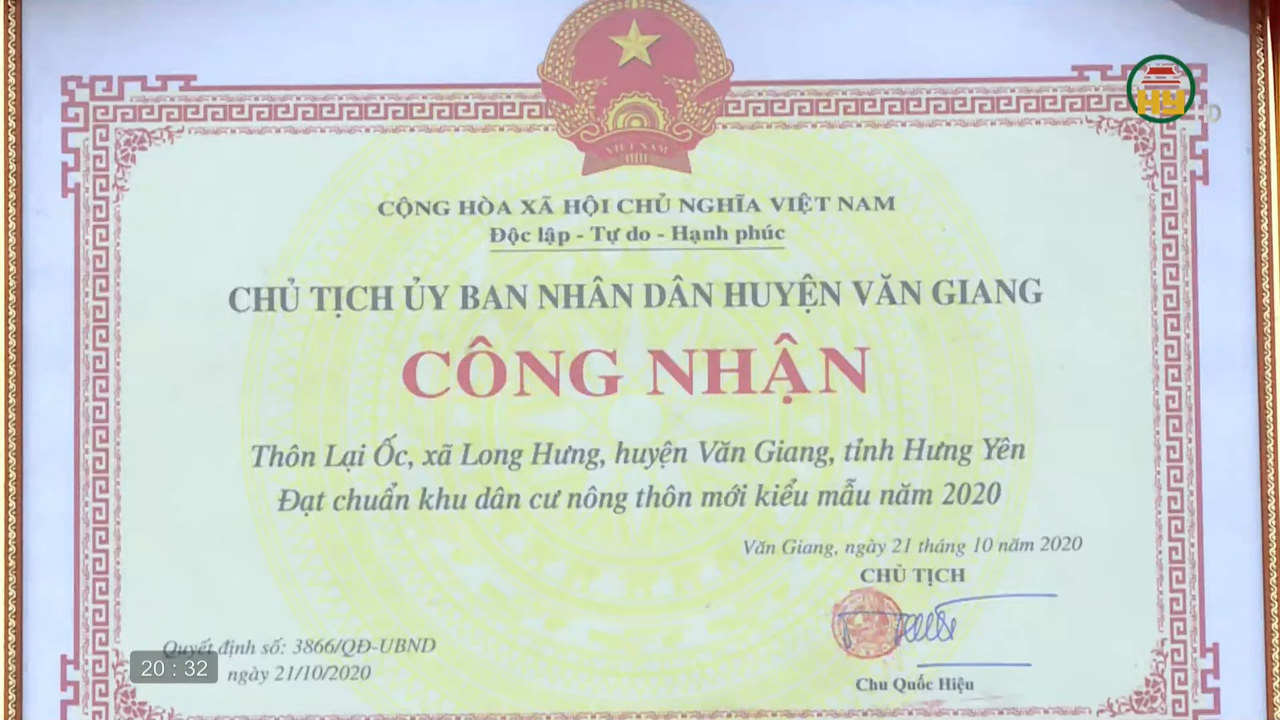 HY
VIỆT NAM
CỘNG HÒA XÃ HỘI CHỦ NGHĨA VIỆT NAM
Độc lập - Tự do - Hạnh phúc
CHỦ TỊCH ỦY BAN NHÂN DÂN HUYỆN VĂN GIANG
CÔNG NHẬN
Thôn Lại Ốc, xã Long Hưng, huyện Văn Giang, tỉnh Hưng Yên
Đạt chuẩn khu dân cư nông thôn mới kiểu mẫu năm 2020
Văn Giang, ngày 21 tháng 10 năm 2020
CHỦ TỊCH
Quyết định số: 3866/QĐ-UBND
20 : 32 ngày 21/10/2020
Chu Quốc Hiệu